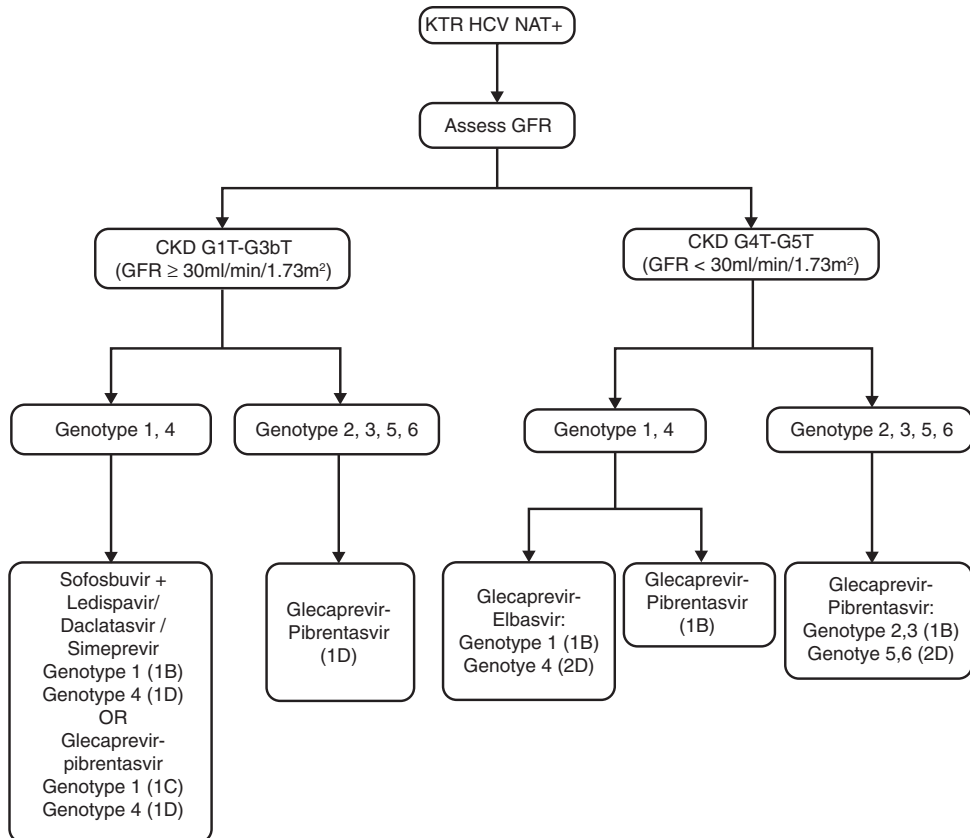 KTR HCV NAT+
Assess GFR
CKD G1T-G3bT
(GFR ≥ 30ml/min/1.73m²)
CKD G4T-G5T
(GFR < 30ml/min/1.73m²)
Genotype 1, 4
Genotype 2, 3, 5, 6
Genotype 1, 4
Genotype 2, 3, 5, 6
Sofosbuvir +
Ledispavir/
Daclatasvir /
Simeprevir
Genotype 1 (1B)
Genotype 4 (1D)
OR
Glecaprevir-
pibrentasvir
Genotype 1 (1C)
Genotype 4 (1D)
Glecaprevir-
Pibrentasvir
(1D)
Glecaprevir-
Elbasvir:
Genotype 1 (1B)
Genotye 4 (2D)
Glecaprevir-
Pibrentasvir
(1B)
Glecaprevir-
Pibrentasvir:
Genotype 2,3 (1B)
Genotye 5,6 (2D)